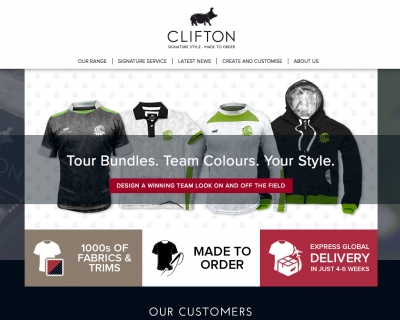 CLIFTON
SIGNATURE STYLE - MADE TO ORDER
OUR RANGE | SIGNATURE SERVICE | LATEST NEWS | CREATE AND CUSTOMISE | ABOUT US
Tour Bundles. Team Colours. Your Style.
DESIGN A WINNING TEAM LOOK ON AND OFF THE FIELD
1000s OF
FABRICS &
TRIMS
MADE TO
ORDER
EXPRESS GLOBAL
DELIVERY
IN JUST 4-6 WEEKS
OUR CUSTOMERS